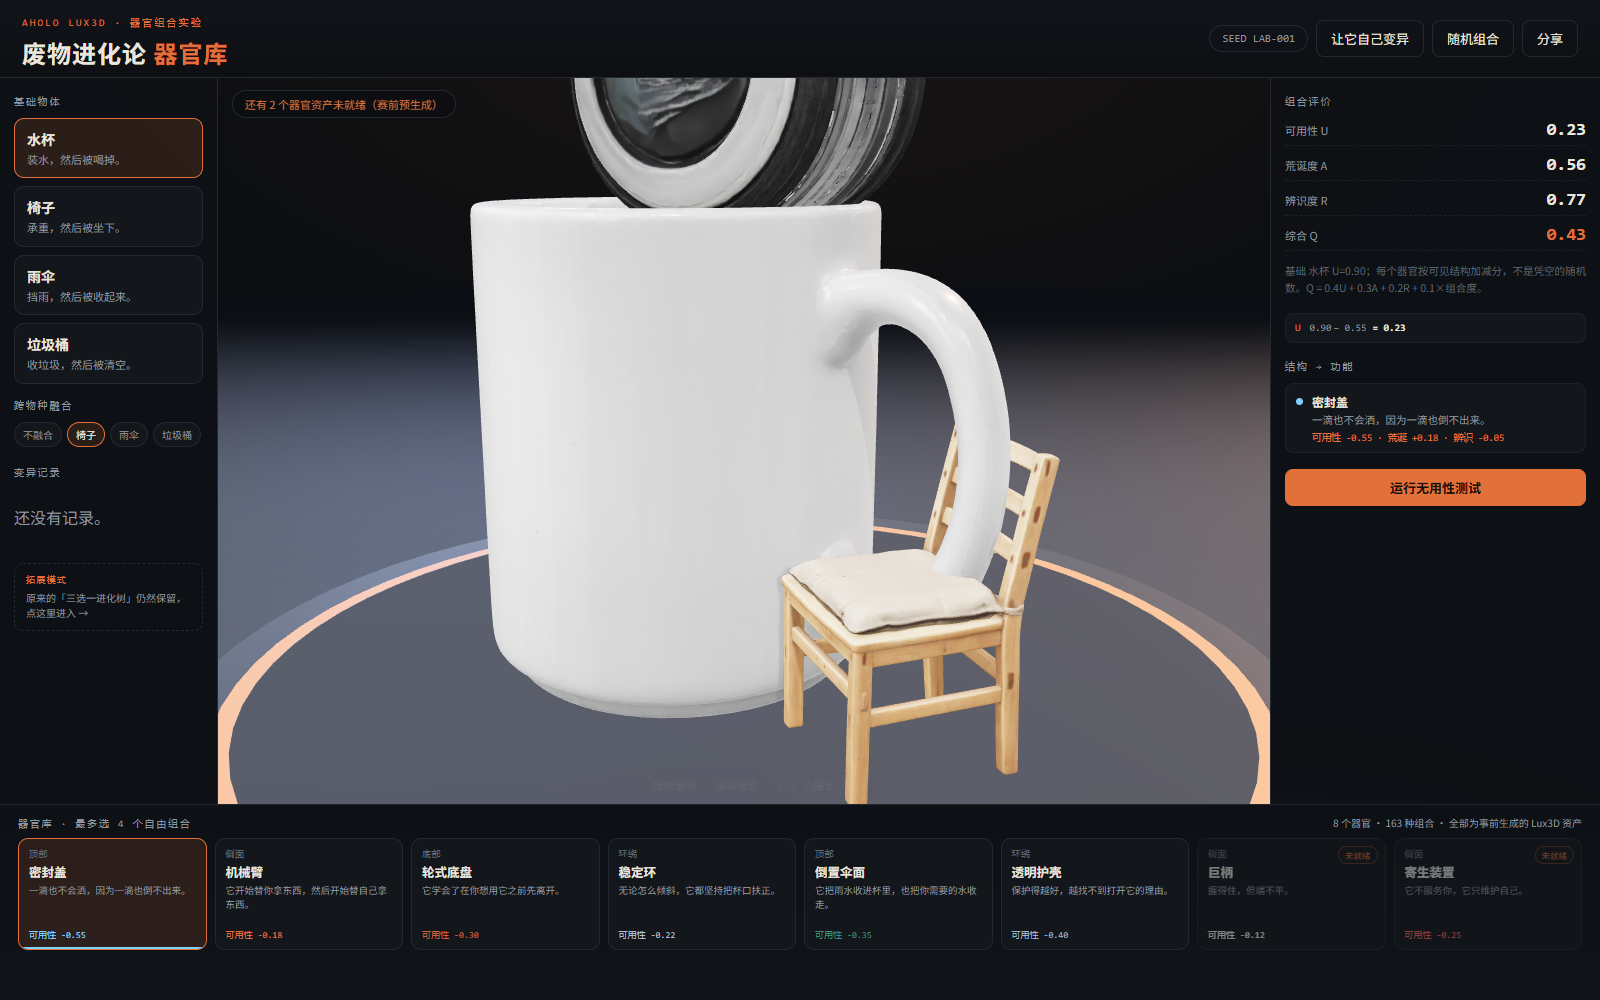 AHOLO LUX3D · 器官组合实验
废物进化论 器官库
SEED LAB-001
让它自己变异
随机组合
分享
基础物体
水杯
装水，然后被喝掉。
椅子
承重，然后被坐下。
雨伞
挡雨，然后被收起来。
垃圾桶
收垃圾，然后被清空。
跨物种融合
不融合
椅子
雨伞
垃圾桶
变异记录
还没有记录。
拓展模式
原来的「三选一进化树」仍然保留，
点这里进入 →
还有 2 个器官资产未就绪（赛前预生成）
组合评价
可用性 U 0.23
荒诞度 A 0.56
辨识度 R 0.77
综合 Q 0.43
基础 水杯 U=0.90；每个器官按可见结构加减分，不是凭空的随机
数。Q = 0.4U + 0.3A + 0.2R + 0.1×组合度。
U 0.90 − 0.55 = 0.23
结构 → 功能
密封盖
一滴也不会洒，因为一滴也倒不出来。
可用性 -0.55 · 荒诞 +0.18 · 辨识 -0.05
运行无用性测试
器官库 · 最多选 4 个自由组合
8 个器官 · 163 种组合 · 全部为事前生成的 Lux3D 资产
顶部
密封盖
一滴也不会洒，因为一滴也倒不出来。
可用性 -0.55
侧面
机械臂
它开始替你拿东西，然后开始替自己拿
东西。
可用性 -0.18
底部
轮式底盘
它学会了在你想用它之前先离开。
可用性 -0.30
环绕
稳定环
无论怎么倾斜，它都坚持把杯口扶正。
可用性 -0.22
顶部
倒置伞面
它把雨水收进杯里，也把你需要的水收
走。
可用性 -0.35
环绕
透明护壳
保护得越好，越找不到打开它的理由。
可用性 -0.40
侧面
未就绪
巨柄
握得住，但端不平。
可用性 -0.12
侧面
未就绪
寄生装置
它不服务你，它只维护自己。
可用性 -0.25